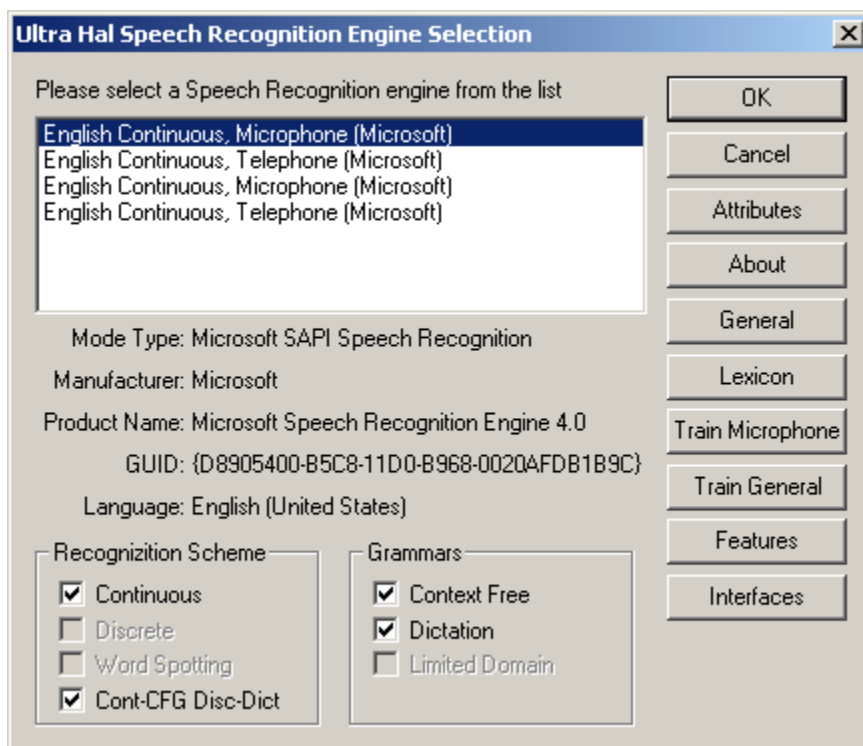 Ultra Hal Speech Recognition Engine Selection
Please select a Speech Recognition engine from the list
English Continuous, Microphone (Microsoft)
English Continuous, Telephone (Microsoft)
English Continuous, Microphone (Microsoft)
English Continuous, Telephone (Microsoft)
Mode Type: Microsoft SAPI Speech Recognition
Manufacturer: Microsoft
Product Name: Microsoft Speech Recognition Engine 4.0
GUID: {D8905400-B5C8-11D0-B968-0020AFDB1B9C}
Language: English (United States)
Recognizition Scheme
Continuous
Discrete
Word Spotting
Cont-CFG Disc-Dict
Grammars
Context Free
Dictation
Limited Domain
OK
Cancel
Attributes
About
General
Lexicon
Train Microphone
Train General
Features
Interfaces